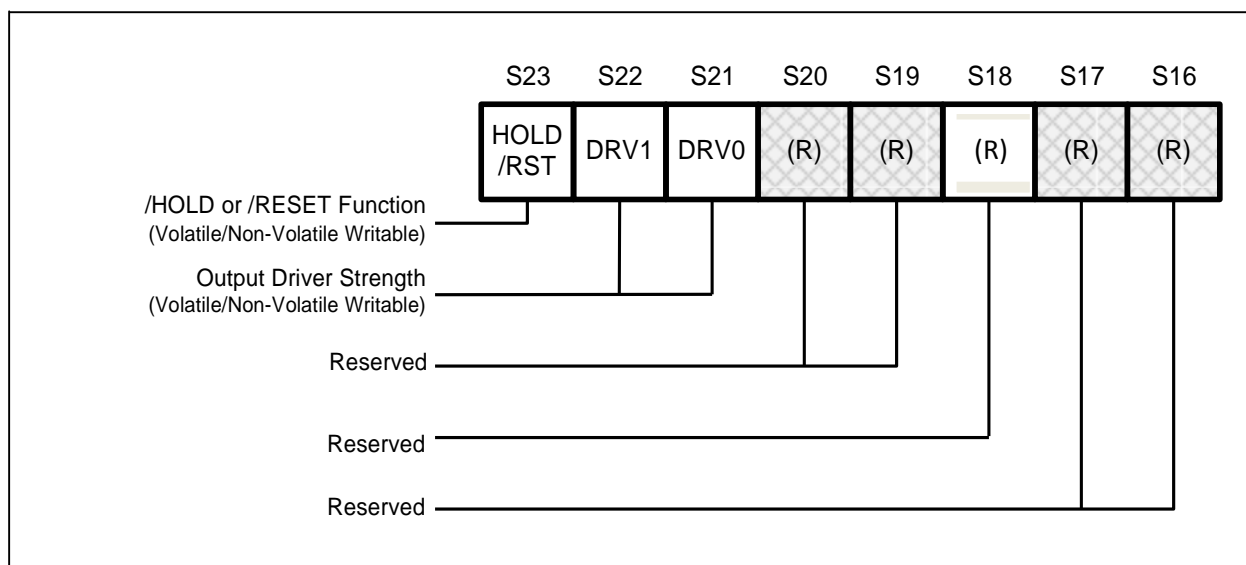 S23 S22 S21 S20 S19 S18 S17 S16
HOLD
/RST
DRV1 DRV0 (R) (R) (R) (R) (R)
/HOLD or /RESET Function
(Volatile/Non-Volatile Writable)
Output Driver Strength
(Volatile/Non-Volatile Writable)
Reserved
Reserved
Reserved